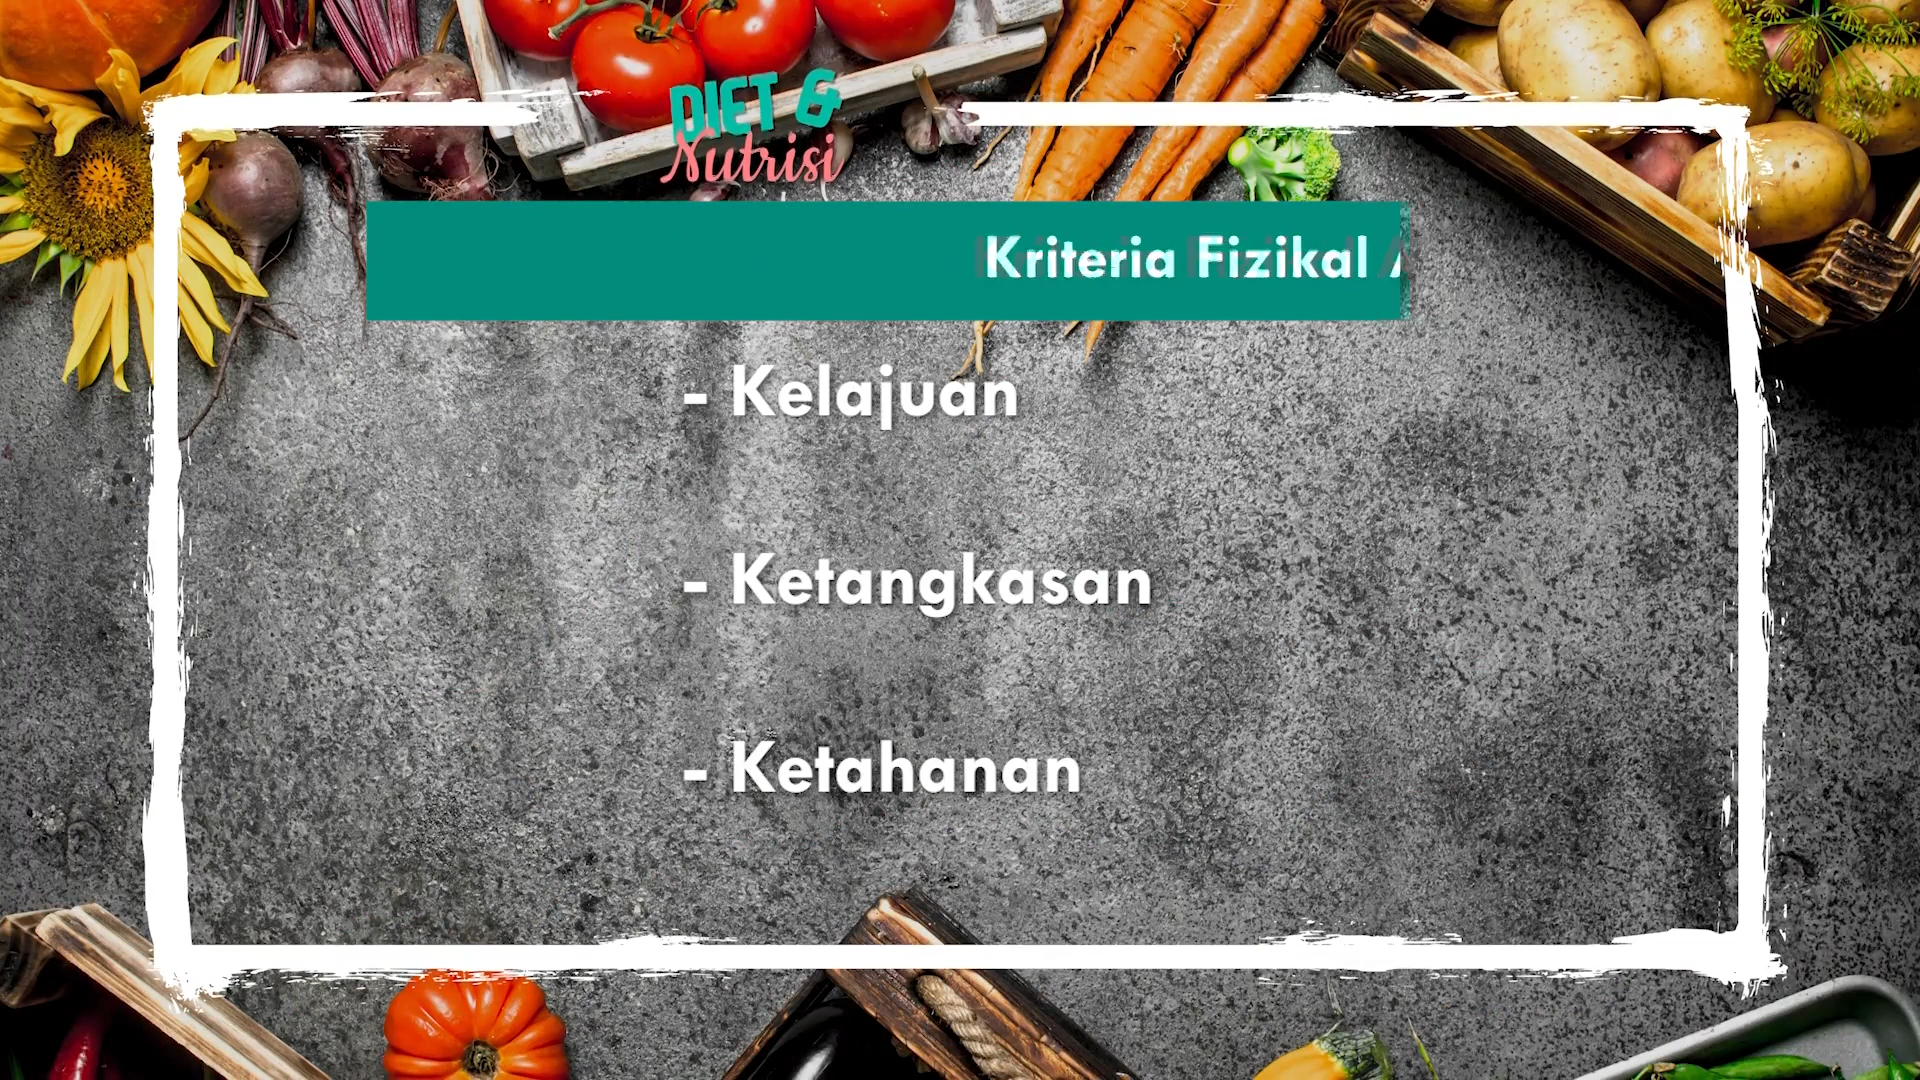 DIET &
Nutrisi
Kriteria Fizikal
- Kelajuan
- Ketangkasan
- Ketahanan